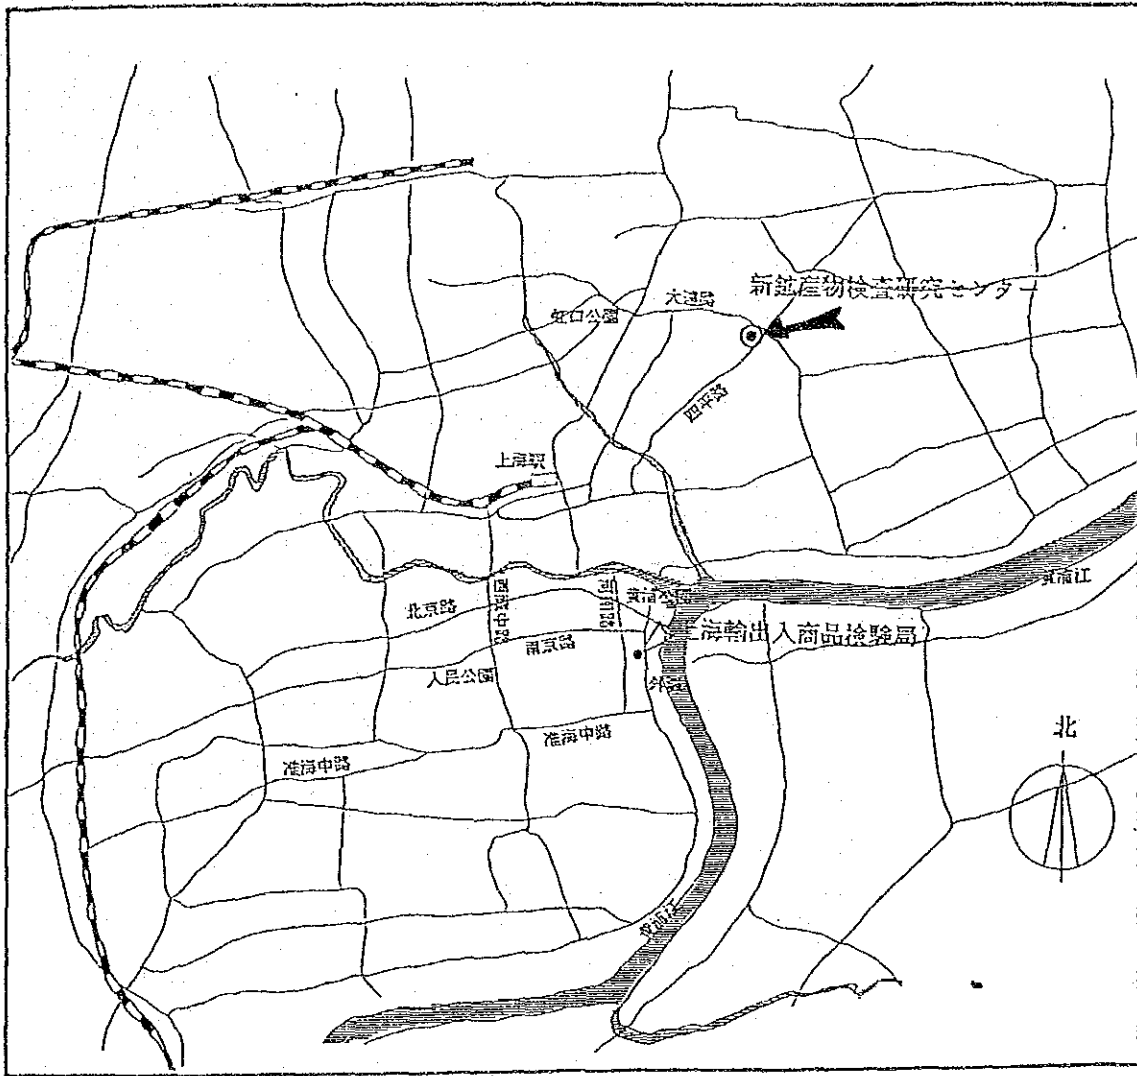 新鉱産物検査研究センター
大連路
虹口公園
四平路
上海駅
黄浦江
北京路
西蔵中路
河南路
黄浦公園
上海輸出入商品検験局
南京路
人民公園
外灘
淮海中路
淮海中路
北
黄浦江